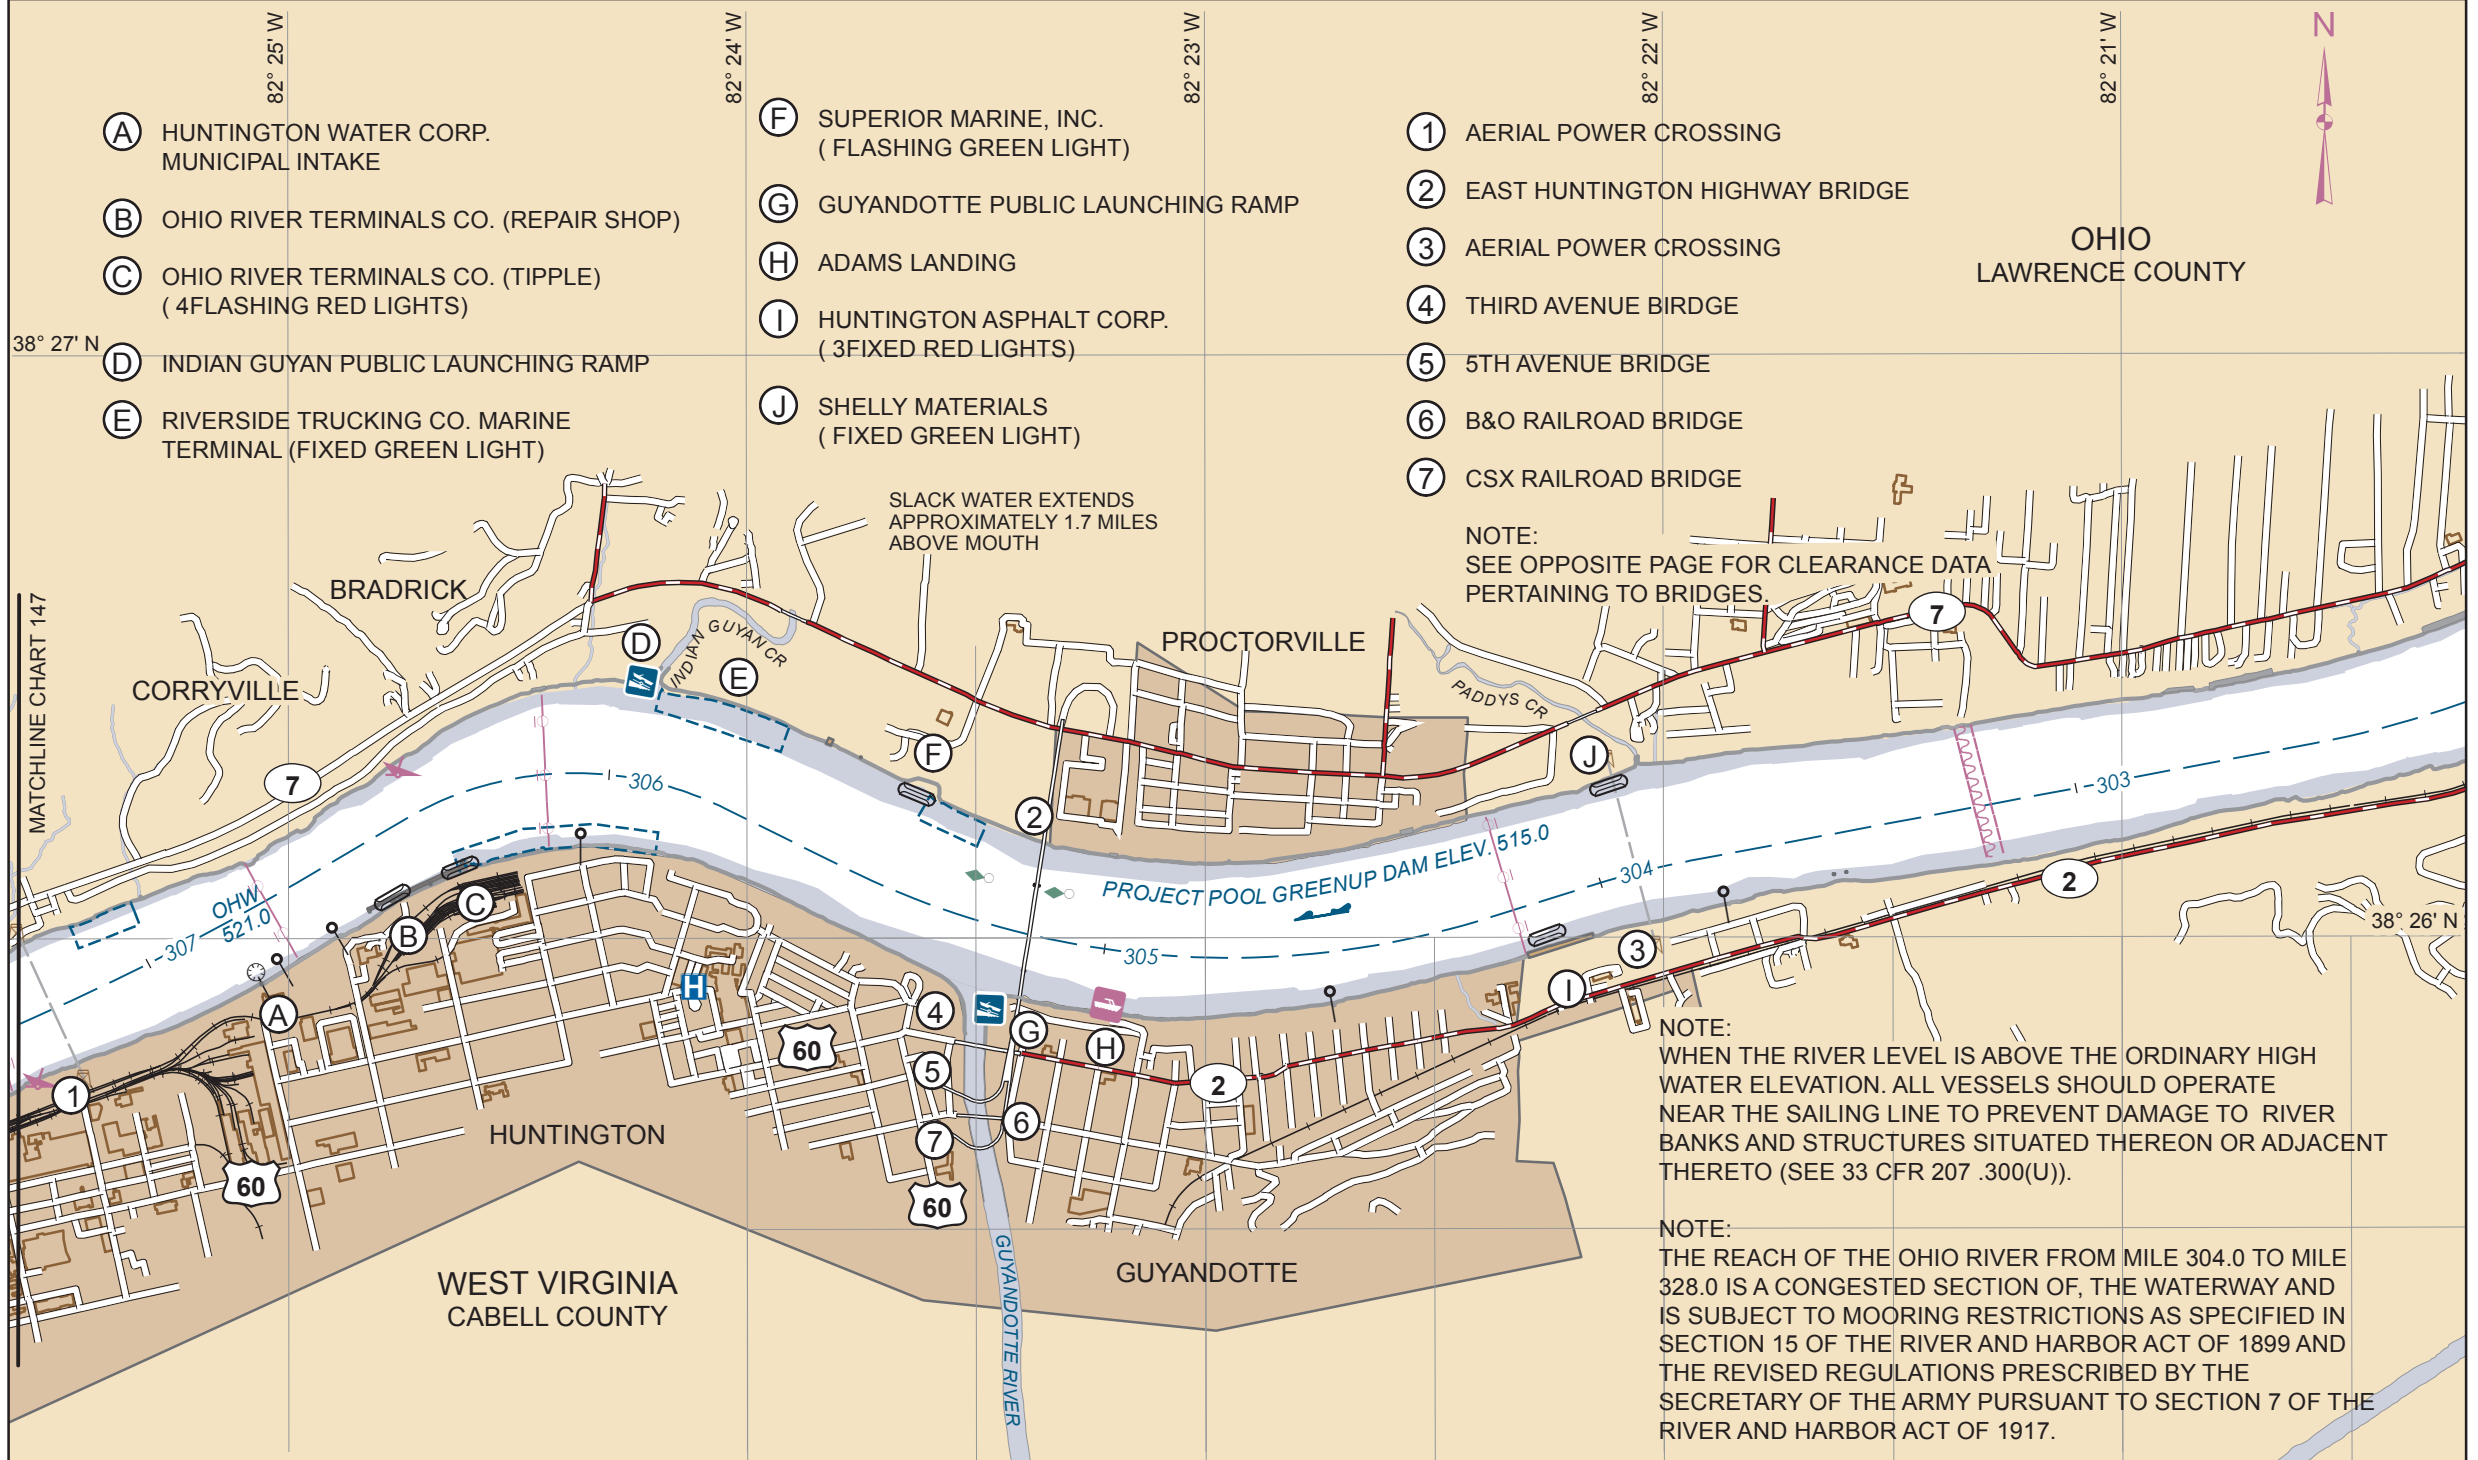 82° 25' W
82° 24' W
82° 23' W
82° 22' W
82° 21' W
N
A HUNTINGTON WATER CORP.
MUNICIPAL INTAKE
B OHIO RIVER TERMINALS CO. (REPAIR SHOP)
C OHIO RIVER TERMINALS CO. (TIPPLE)
( 4FLASHING RED LIGHTS)
38° 27' N
D INDIAN GUYAN PUBLIC LAUNCHING RAMP
E RIVERSIDE TRUCKING CO. MARINE
TERMINAL (FIXED GREEN LIGHT)
F SUPERIOR MARINE, INC.
( FLASHING GREEN LIGHT)
G GUYANDOTTE PUBLIC LAUNCHING RAMP
H ADAMS LANDING
I HUNTINGTON ASPHALT CORP.
( 3FIXED RED LIGHTS)
J SHELLY MATERIALS
( FIXED GREEN LIGHT)
1 AERIAL POWER CROSSING
2 EAST HUNTINGTON HIGHWAY BRIDGE
3 AERIAL POWER CROSSING
4 THIRD AVENUE BIRDGE
5 5TH AVENUE BRIDGE
6 B&O RAILROAD BRIDGE
7 CSX RAILROAD BRIDGE
NOTE:
SEE OPPOSITE PAGE FOR CLEARANCE DATA
PERTAINING TO BRIDGES.
OHIO
LAWRENCE COUNTY
SLACK WATER EXTENDS
APPROXIMATELY 1.7 MILES
ABOVE MOUTH
MATCHLINE CHART 147
BRADRICK
CORRYVILLE
PROCTORVILLE
INDIAN GUYAN CR
PADDYS CR
D
E
F
J
7
7
2
306
303
304
305
307
OHW
521.0
PROJECT POOL GREENUP DAM ELEV. 515.0
2
38° 26' N
C
B
A
H
3
I
4
G
H
5
6
7
1
60
60
60
2
HUNTINGTON
GUYANDOTTE
GUYANDOTTE RIVER
WEST VIRGINIA
CABELL COUNTY
NOTE:
WHEN THE RIVER LEVEL IS ABOVE THE ORDINARY HIGH
WATER ELEVATION. ALL VESSELS SHOULD OPERATE
NEAR THE SAILING LINE TO PREVENT DAMAGE TO RIVER
BANKS AND STRUCTURES SITUATED THEREON OR ADJACENT
THERETO (SEE 33 CFR 207 .300(U)).
NOTE:
THE REACH OF THE OHIO RIVER FROM MILE 304.0 TO MILE
328.0 IS A CONGESTED SECTION OF, THE WATERWAY AND
IS SUBJECT TO MOORING RESTRICTIONS AS SPECIFIED IN
SECTION 15 OF THE RIVER AND HARBOR ACT OF 1899 AND
THE REVISED REGULATIONS PRESCRIBED BY THE
SECRETARY OF THE ARMY PURSUANT TO SECTION 7 OF THE
RIVER AND HARBOR ACT OF 1917.